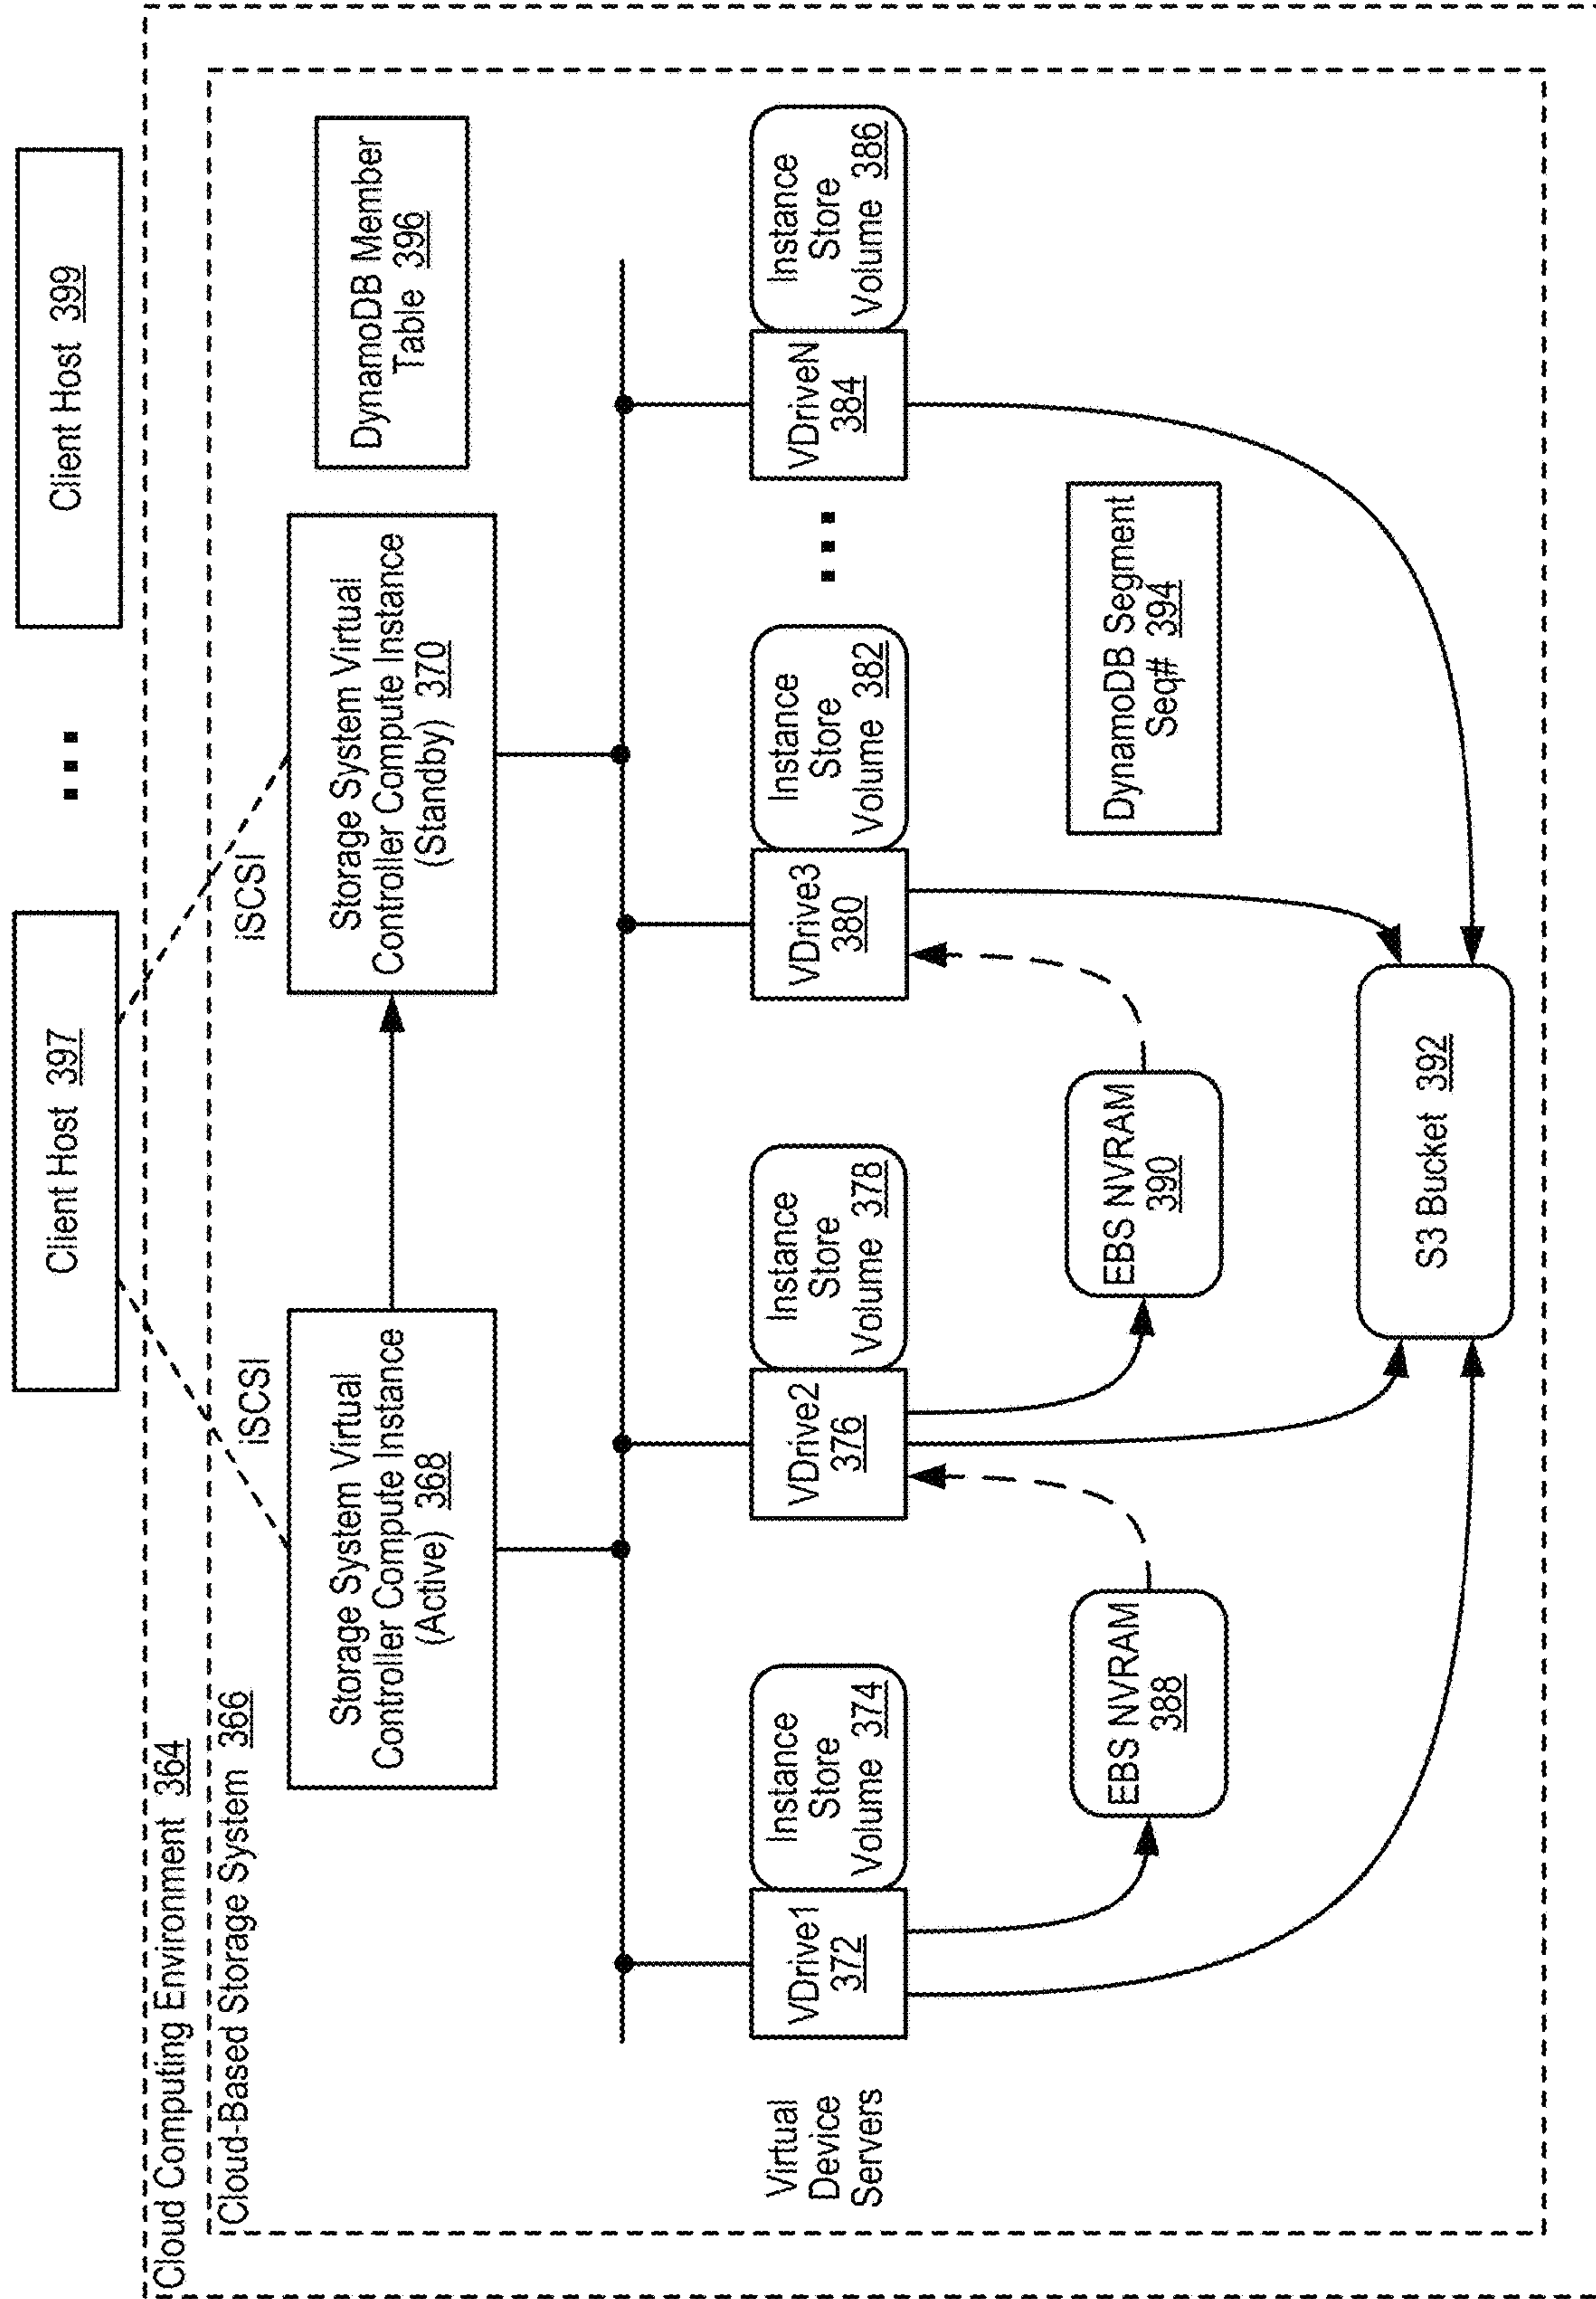 Client Host 397
Client Host 399
Cloud Computing Environment 364
Cloud-Based Storage System 366
iSCSI
iSCSI
Storage System Virtual
Controller Compute Instance
(Active) 368
Storage System Virtual
Controller Compute Instance
(Standby) 370
DynamoDB Member
Table 396
Virtual
Device
Servers
VDrive1
372
Instance
Store
Volume 374
VDrive2
376
Instance
Store
Volume 378
VDrive3
380
Instance
Store
Volume 382
VDriveN
384
Instance
Store
Volume 386
EBS NVRAM
388
EBS NVRAM
390
DynamoDB Segment
Seq# 394
S3 Bucket 392